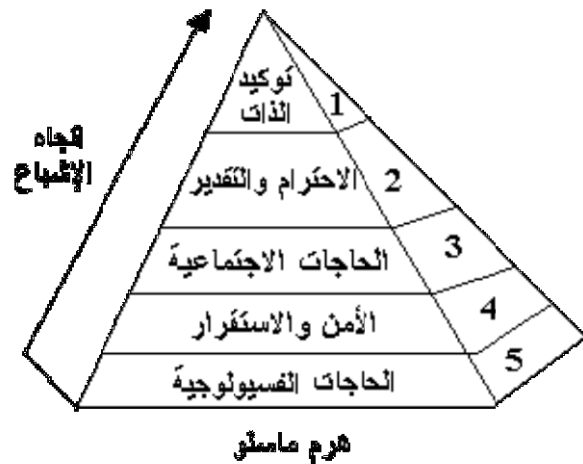 توكيد
الذات
1
الاحترام والتقدير
2
الحاجات الاجتماعية
3
الأمن والاستقرار
4
الحاجات الفسيولوجية
5
اتجاه
الإشباع
هرم ماسلو